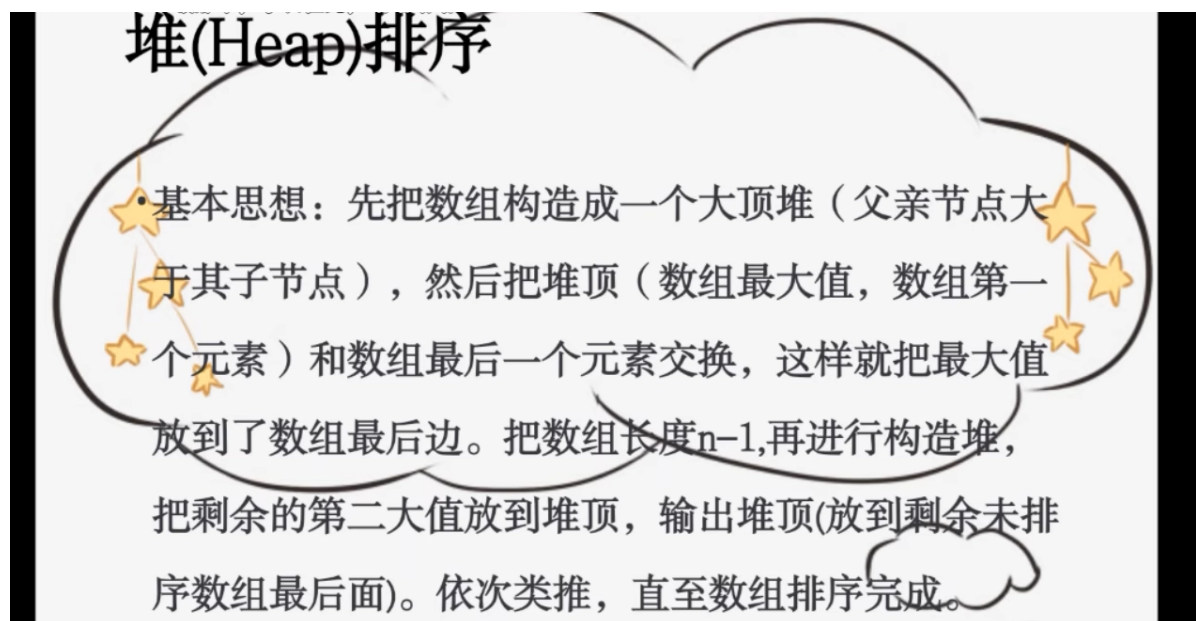 堆(Heap)排序
•基本思想：先把数组构造成一个大顶堆（父亲节点大
于其子节点），然后把堆顶（数组最大值，数组第一
个元素）和数组最后一个元素交换，这样就把最大值
放到了数组最后边。把数组长度n-1,再进行构造堆，
把剩余的第二大值放到堆顶，输出堆顶(放到剩余未排
序数组最后面)。依次类推，直至数组排序完成。